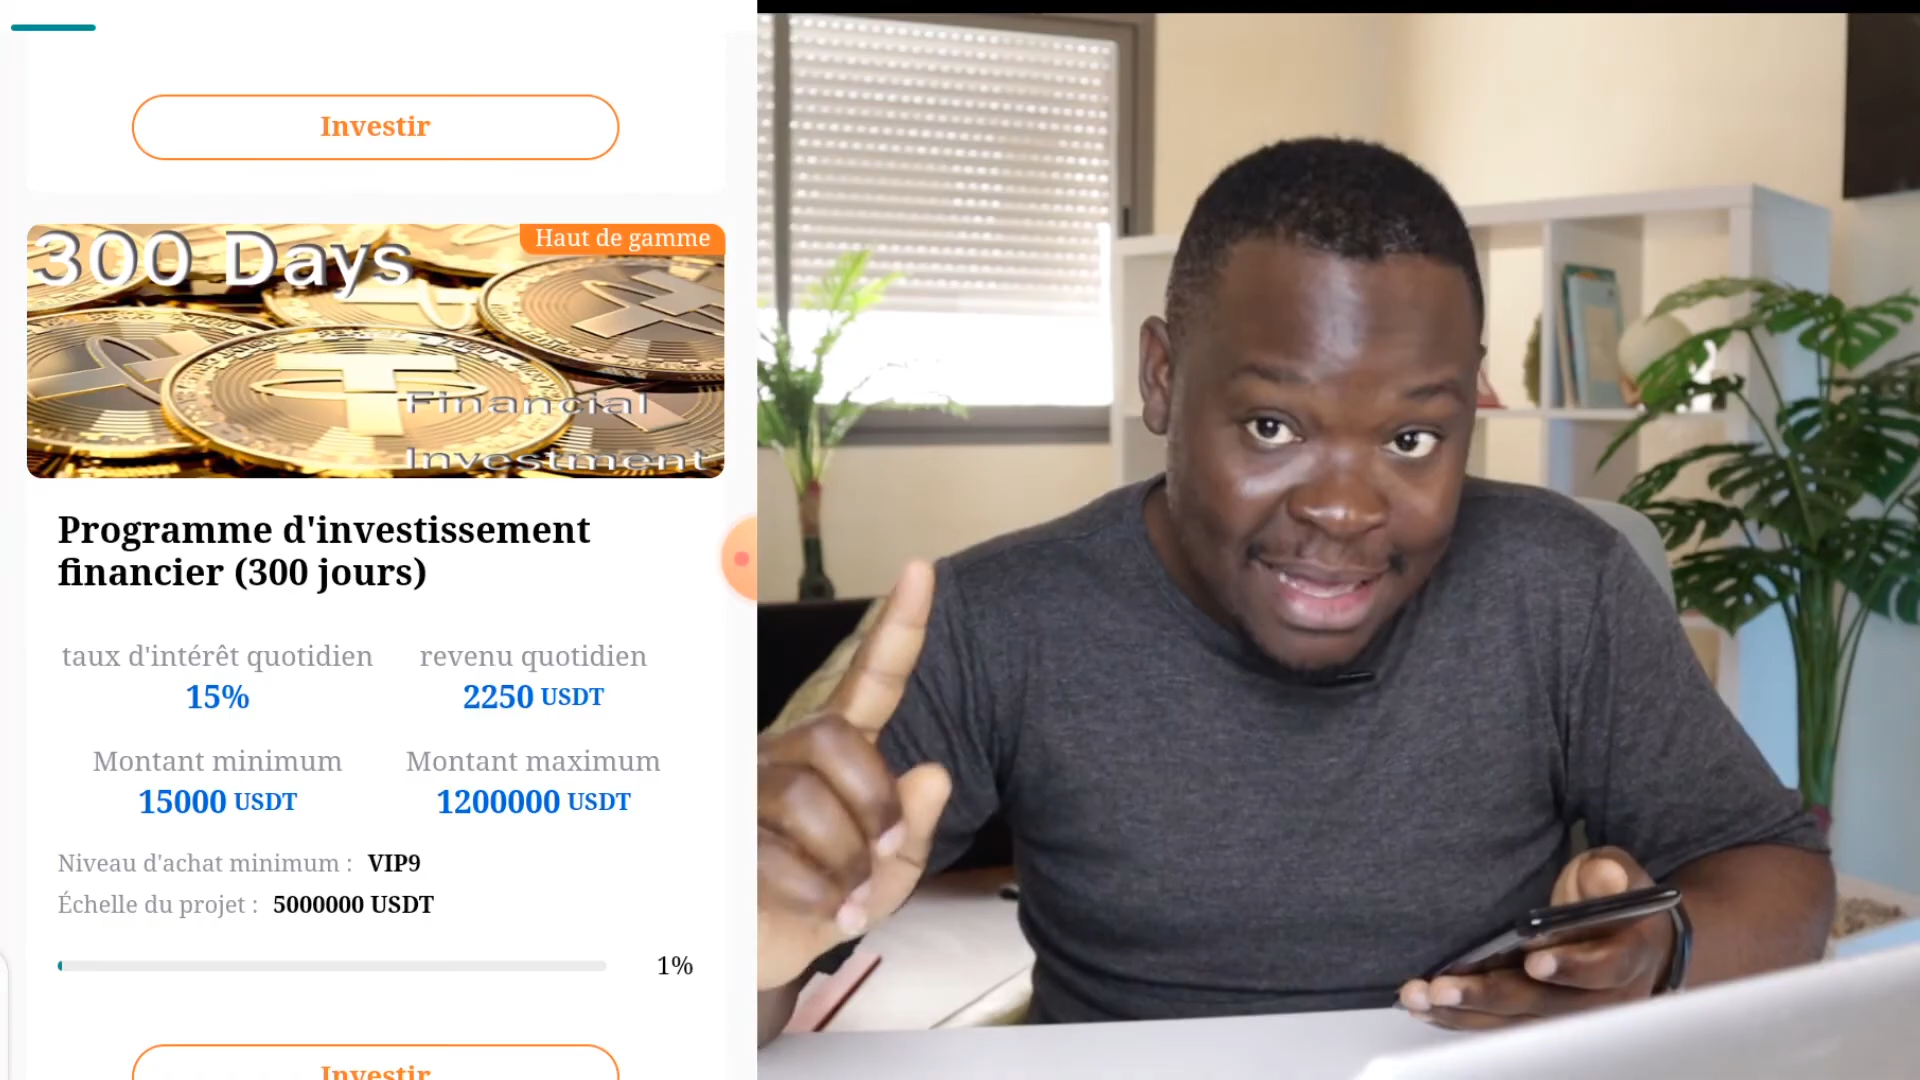 Investir
300 Days
Haut de gamme
Financial
Investment
Programme d'investissement
financier (300 jours)
taux d'intérêt quotidien
15%
revenu quotidien
2250 USDT
Montant minimum
15000 USDT
Montant maximum
1200000 USDT
Niveau d'achat minimum : VIP9
Échelle du projet : 5000000 USDT
1%
Investir